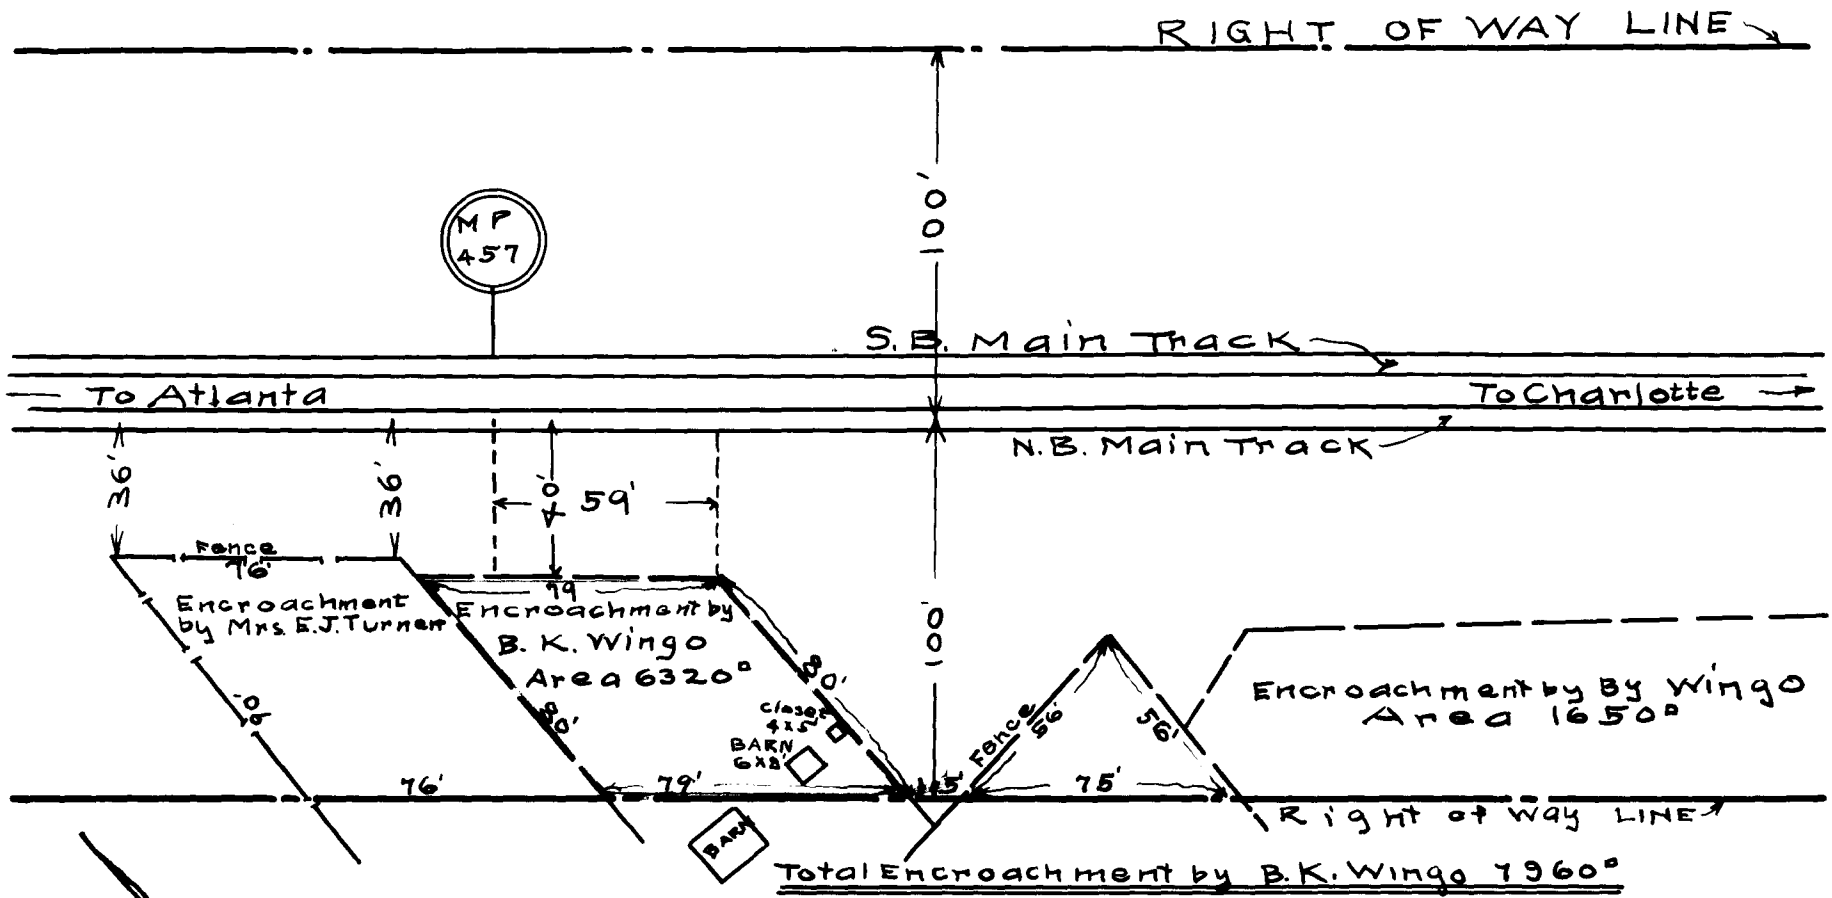 RIGHT OF WAY LINE
100'
MP
457
S.B. Main Track
To Atlanta
To Charlotte
N.B. Main Track
36'
36'
40'
59'
Fence
76'
79
Encroachment
by Mrs. E.J. Turner
Encroachment by
B. K. Wingo
Area 6320□
100'
80'
90'
80'
Closet
4x5'
BARN
6x8'
Fence
56'
56'
Encroachment by By Wingo
Area 1650□
76'
79'
15'
75'
Right of Way LINE
BARN
Total Encroachment by B.K. Wingo 7960□